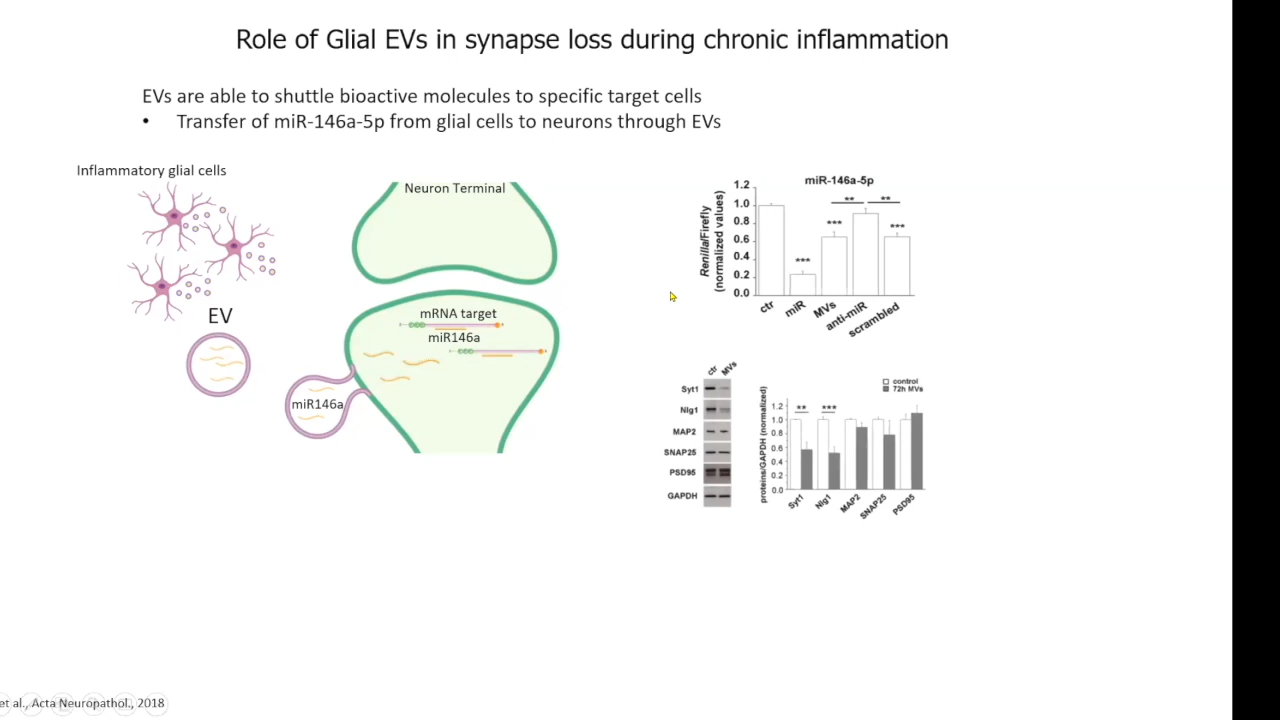 Role of Glial EVs in synapse loss during chronic inflammation
EVs are able to shuttle bioactive molecules to specific target cells
• Transfer of miR-146a-5p from glial cells to neurons through EVs
Inflammatory glial cells
EV
Neuron Terminal
mRNA target
miR146a
miR146a
miR-146a-5p
Renilla/Firefly
(normalized values)
1.2
1.0
0.8
0.6
0.4
0.2
0.0
** **
*** *** ***
ctr miR MVs anti-miR scrambled
ctr MVs
Syt1
Nlg1
MAP2
SNAP25
PSD95
GAPDH
control
72h MVs
proteins/GAPDH (normalized)
1.2
1.0
0.8
0.6
0.4
0.2
0.0
** ***
Syt1 Nlg1 MAP2 SNAP25 PSD95
et al., Acta Neuropathol., 2018